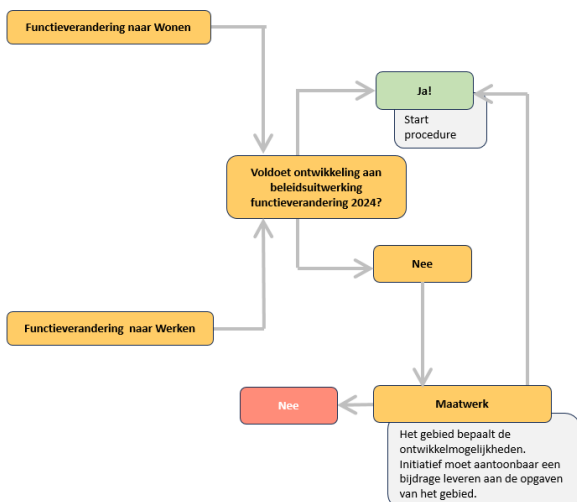 Functieverandering naar Wonen
Ja!
Start
procedure
Voldoet ontwikkeling aan
beleidsuitwerking
functieverandering 2024?
Nee
Functieverandering naar Werken
Nee
Maatwerk
Het gebied bepaalt de
ontwikkelmogelijkheden.
Initiatief moet aantoonbaar een
bijdrage leveren aan de opgaven
van het gebied.